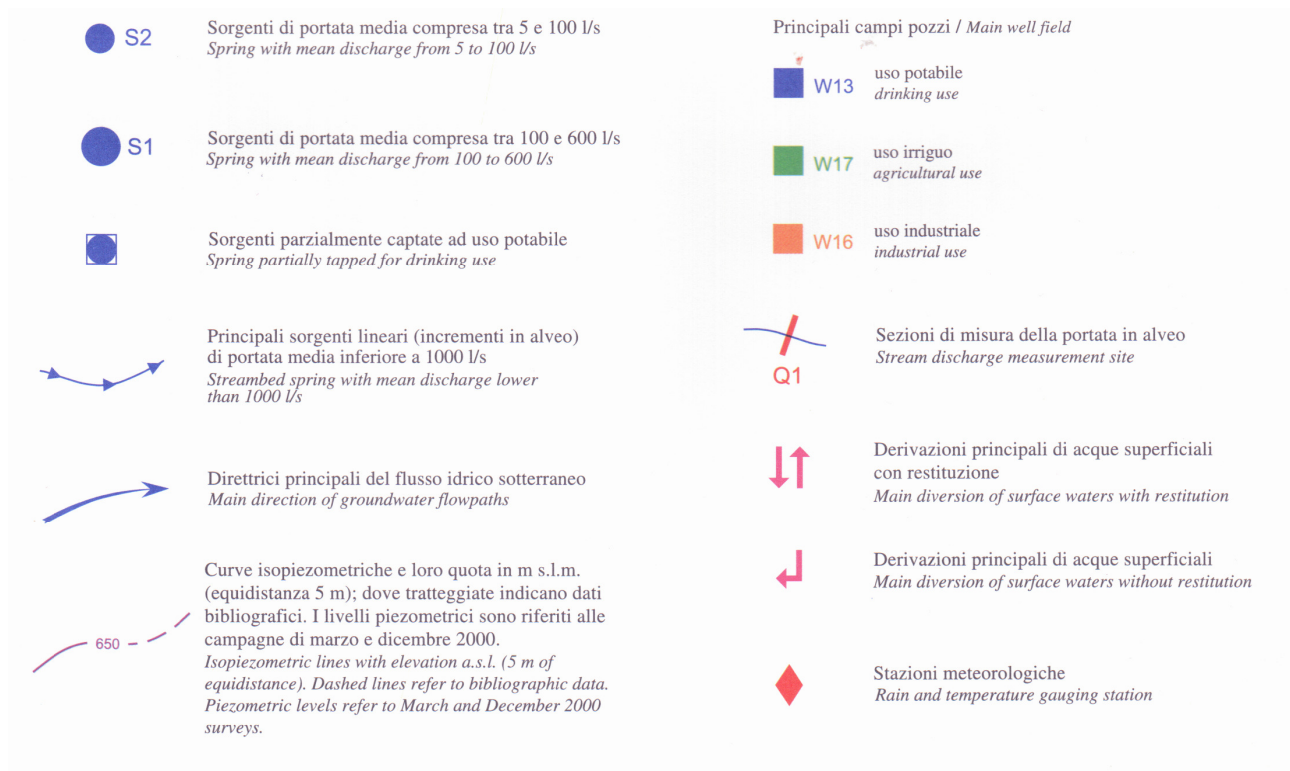 S2
Sorgenti di portata media compresa tra 5 e 100 l/s
Spring with mean discharge from 5 to 100 l/s
S1
Sorgenti di portata media compresa tra 100 e 600 l/s
Spring with mean discharge from 100 to 600 l/s
Sorgenti parzialmente captate ad uso potabile
Spring partially tapped for drinking use
Principali sorgenti lineari (incrementi in alveo)
di portata media inferiore a 1000 l/s
Streambed spring with mean discharge lower
than 1000 l/s
Direttrici principali del flusso idrico sotterraneo
Main direction of groundwater flowpaths
650
Curve isopiezometriche e loro quota in m s.l.m.
(equidistanza 5 m); dove tratteggiate indicano dati
bibliografici. I livelli piezometrici sono riferiti alle
campagne di marzo e dicembre 2000.
Isopiezometric lines with elevation a.s.l. (5 m of
equidistance). Dashed lines refer to bibliographic data.
Piezometric levels refer to March and December 2000
surveys.
Principali campi pozzi / Main well field
W13
uso potabile
drinking use
W17
uso irriguo
agricultural use
W16
uso industriale
industrial use
Q1
Sezioni di misura della portata in alveo
Stream discharge measurement site
Derivazioni principali di acque superficiali
con restituzione
Main diversion of surface waters with restitution
Derivazioni principali di acque superficiali
Main diversion of surface waters without restitution
Stazioni meteorologiche
Rain and temperature gauging station